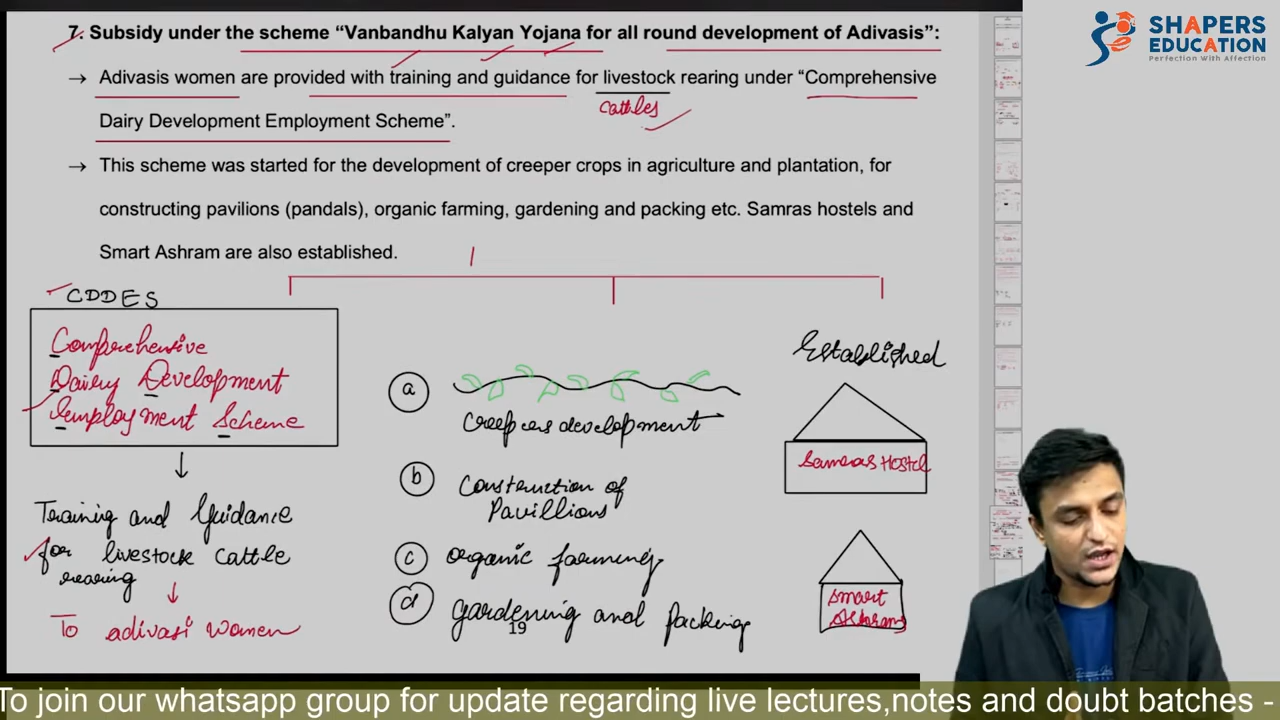 7. Subsidy under the scheme “Vanbandhu Kalyan Yojana for all round development of Adivasis”:
→ Adivasis women are provided with training and guidance for livestock rearing under “Comprehensive
cattles
Dairy Development Employment Scheme”.
→ This scheme was started for the development of creeper crops in agriculture and plantation, for
constructing pavilions (pandals), organic farming, gardening and packing etc. Samras hostels and
Smart Ashram are also established.
CDDES
Comprehensive
Dairy Development
Employment Scheme
Training and Guidance
for livestock cattle
rearing
To adivasi women
a
Creepers development
b
Construction of
Pavillions
c organic farming
d gardening and packing
19
Established
Samras Hostel
Smart
Ashram
SHAPERS
EDUCATION
Perfection With Affection
To join our whatsapp group for update regarding live lectures,notes and doubt batches -